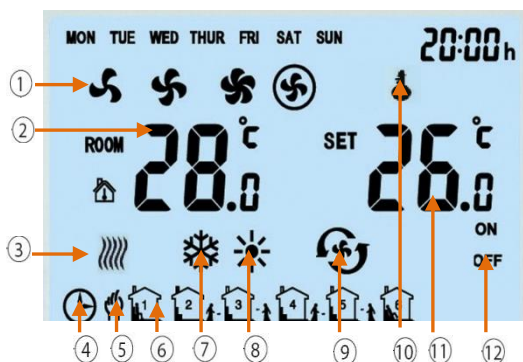 MON TUE WED THUR FRI SAT SUN 20:00 h
1
2 ROOM 28.0 °C SET 26.0 °C
3 ON
OFF
1 2 3 4 5 6
4 5 6 7 8 9 10 11 12